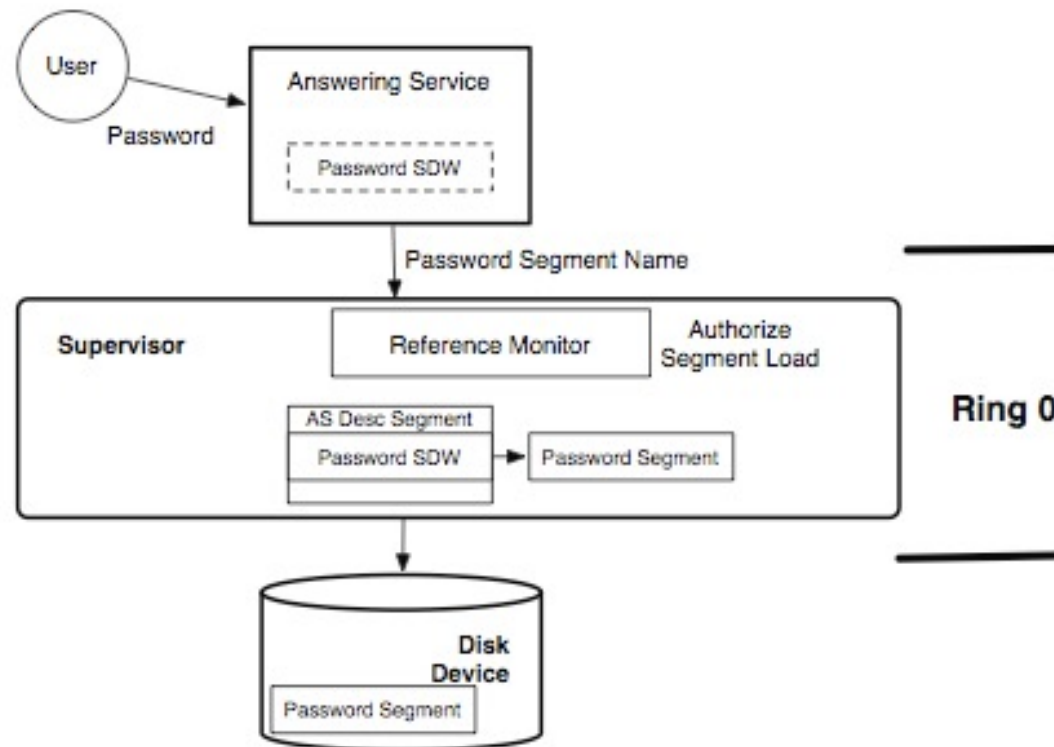 User
Password
Answering Service
Password SDW
Password Segment Name
Supervisor
Reference Monitor
Authorize
Segment Load
AS Desc Segment
Password SDW
Password Segment
Ring 0
Disk
Device
Password Segment